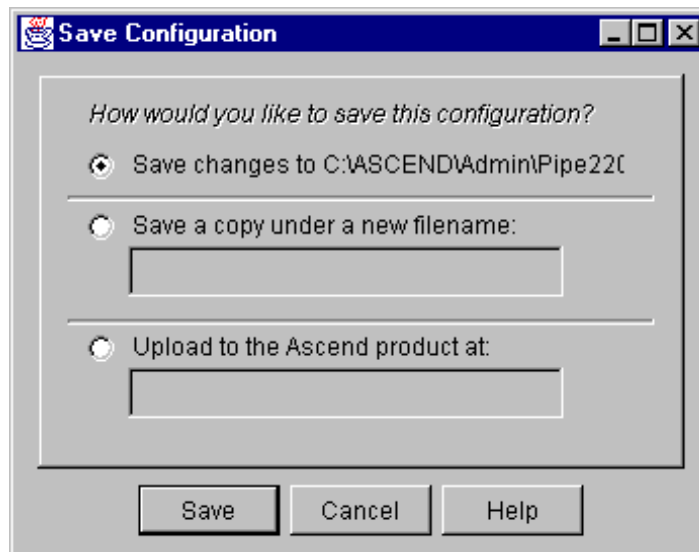 Save Configuration
How would you like to save this configuration?
Save changes to C:\ASCEND\Admin\Pipe220
Save a copy under a new filename:
Upload to the Ascend product at:
Save
Cancel
Help